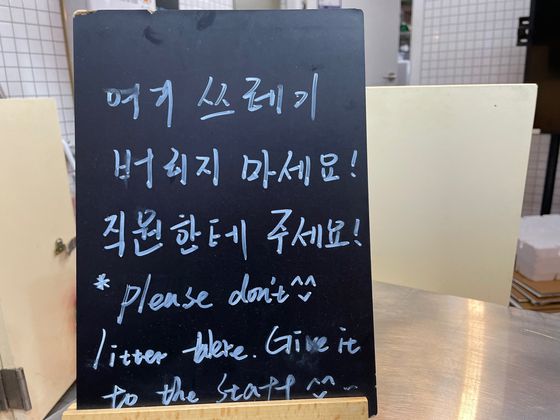 여기 쓰레기
버리지 마세요!
직원한테 주세요!
* please don't ^^
litter here. Give it
to the staff ^^